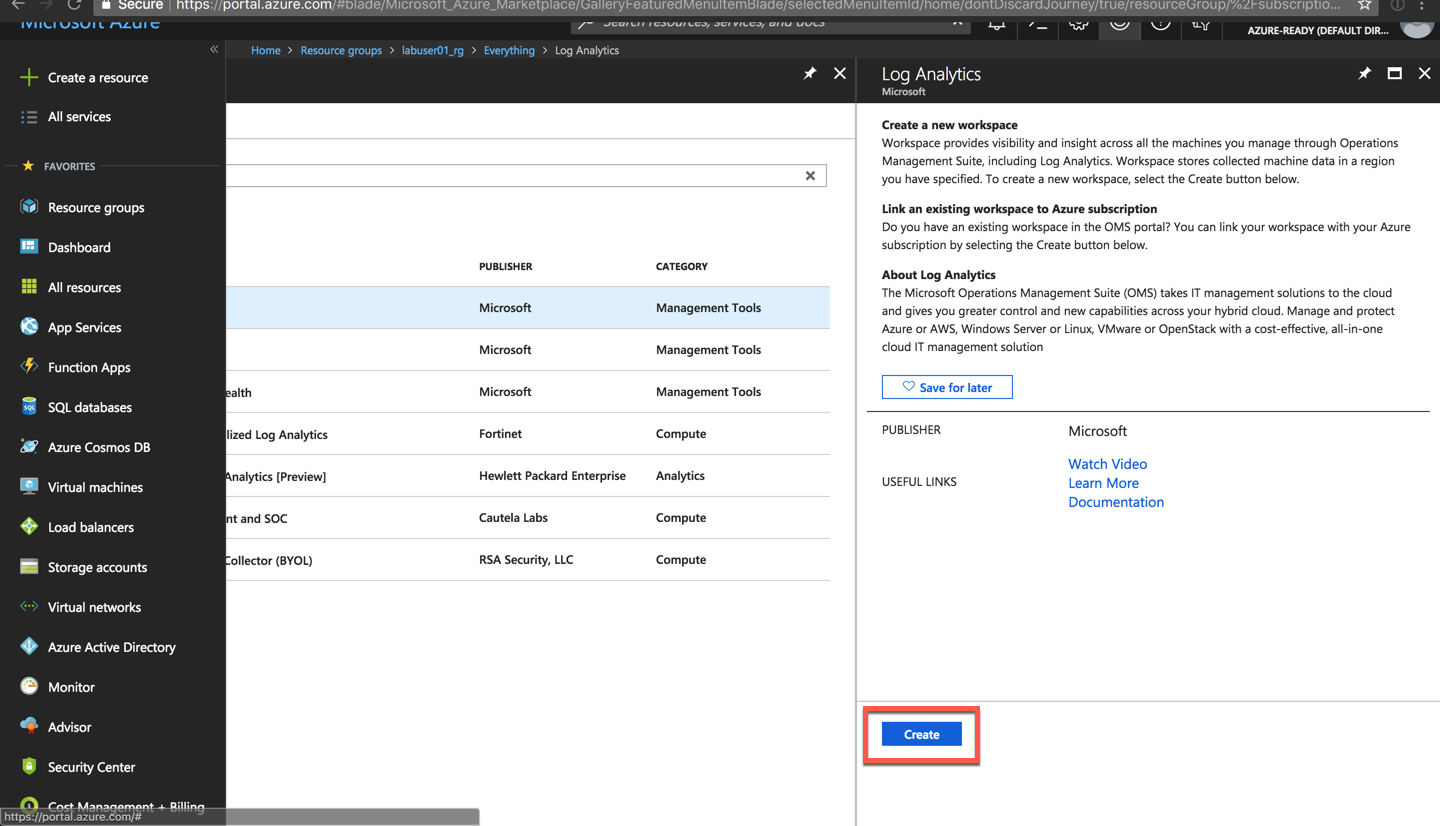 Secure https://portal.azure.com/#blade/Microsoft_Azure_Marketplace/GalleryFeaturedMenuItemBlade/selectedMenuItemId/home/dontDiscardJourney/true/resourceGroup/%2Fsubscriptio...
Microsoft Azure
Search resources, services, and docs
AZURE-READY (DEFAULT DIR...
Home > Resource groups > labuser01_rg > Everything > Log Analytics
Create a resource
All services
FAVORITES
Resource groups
Dashboard
All resources
App Services
Function Apps
SQL databases
Azure Cosmos DB
Virtual machines
Load balancers
Storage accounts
Virtual networks
Azure Active Directory
Monitor
Advisor
Security Center
Cost Management + Billing
https://portal.azure.com/#
PUBLISHER CATEGORY
Microsoft Management Tools
Microsoft Management Tools
ealth Microsoft Management Tools
lized Log Analytics Fortinet Compute
Analytics [Preview] Hewlett Packard Enterprise Analytics
nt and SOC Cautela Labs Compute
Collector (BYOL) RSA Security, LLC Compute
Log Analytics
Microsoft
Create a new workspace
Workspace provides visibility and insight across all the machines you manage through Operations
Management Suite, including Log Analytics. Workspace stores collected machine data in a region
you have specified. To create a new workspace, select the Create button below.
Link an existing workspace to Azure subscription
Do you have an existing workspace in the OMS portal? You can link your workspace with your Azure
subscription by selecting the Create button below.
About Log Analytics
The Microsoft Operations Management Suite (OMS) takes IT management solutions to the cloud
and gives you greater control and new capabilities across your hybrid cloud. Manage and protect
Azure or AWS, Windows Server or Linux, VMware or OpenStack with a cost-effective, all-in-one
cloud IT management solution
Save for later
PUBLISHER Microsoft
USEFUL LINKS
Watch Video
Learn More
Documentation
Create